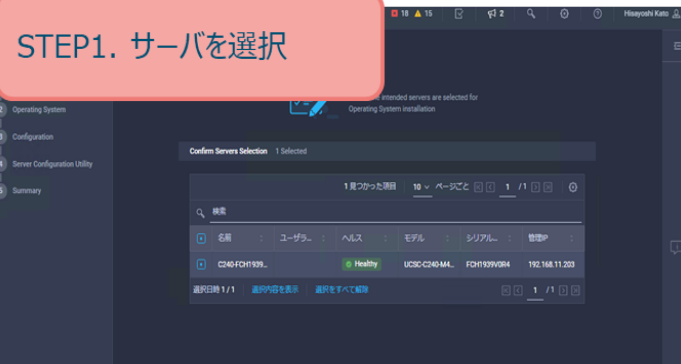 18 15 2 Hisayoshi Kato
STEP1. サーバを選択
intended servers are selected for
Operating System installation
2 Operating System
3 Configuration
4 Server Configuration Utility
5 Summary
Confirm Servers Selection 1 Selected
1 見つかった項目 10 ページごと 1 / 1
検索
名前 ユーザラ... ヘルス モデル シリアル... 管理IP
C240-FCH1939... Healthy UCSC-C240-M4... FCH1939V0R4 192.168.11.203
選択日時 1 / 1 選択内容を表示 選択をすべて解除 1 / 1